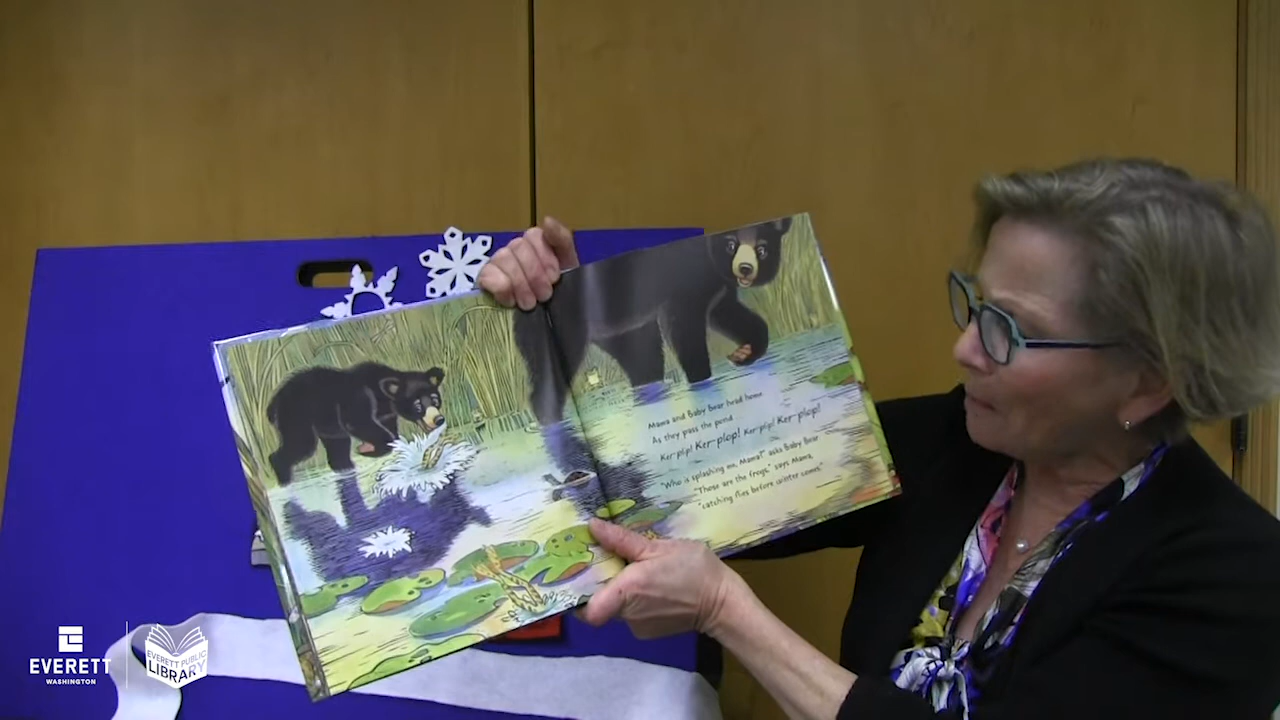 Mama and Baby Bear head home.
As they pass the pond
Ker-plip! Ker-plop! Ker-plip! Ker-plop!
"Who is splashing me, Mama?" asks Baby Bear.
"Those are the frogs," says Mama,
"catching flies before winter comes."
EVERETT
WASHINGTON
EVERETT PUBLIC
LIBRARY